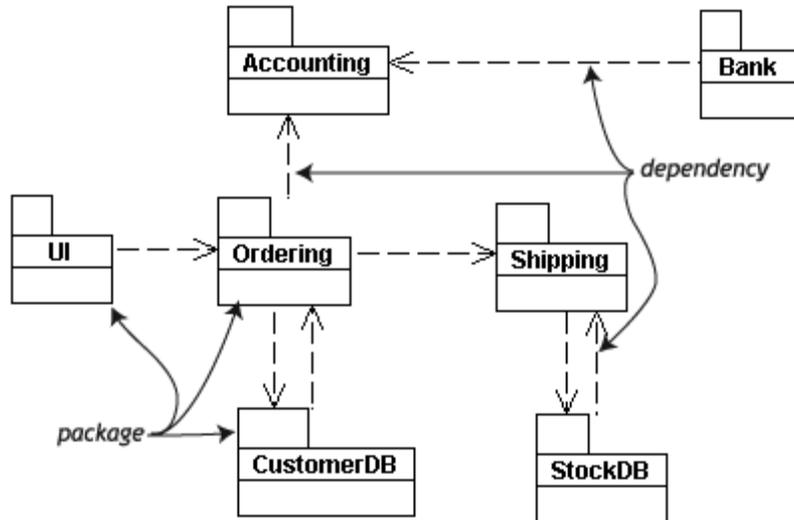 Accounting
Bank
dependency
UI
Ordering
Shipping
package
CustomerDB
StockDB